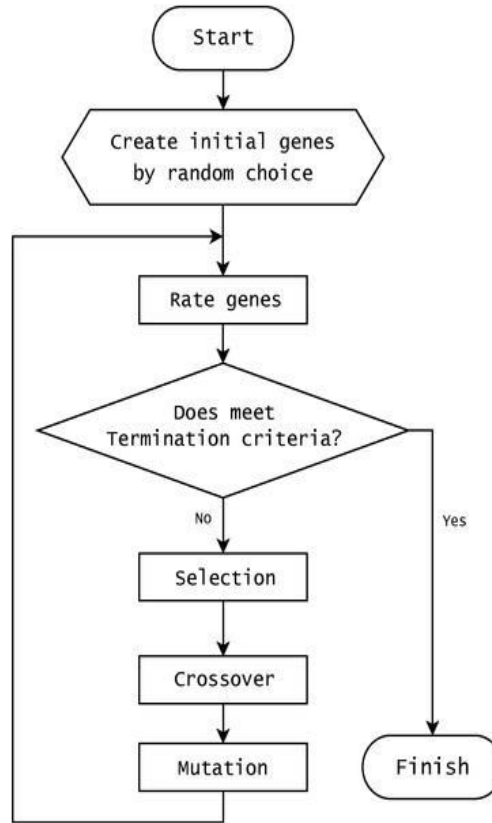 Start
Create initial genes
by random choice
Rate genes
Does meet
Termination criteria?
No
Yes
Selection
Crossover
Mutation
Finish